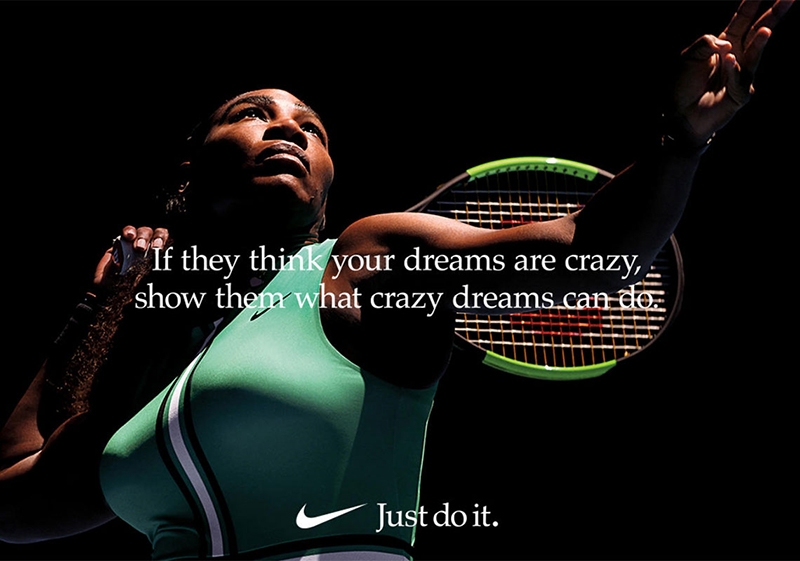 If they think your dreams are crazy,
show them what crazy dreams can do.
Just do it.